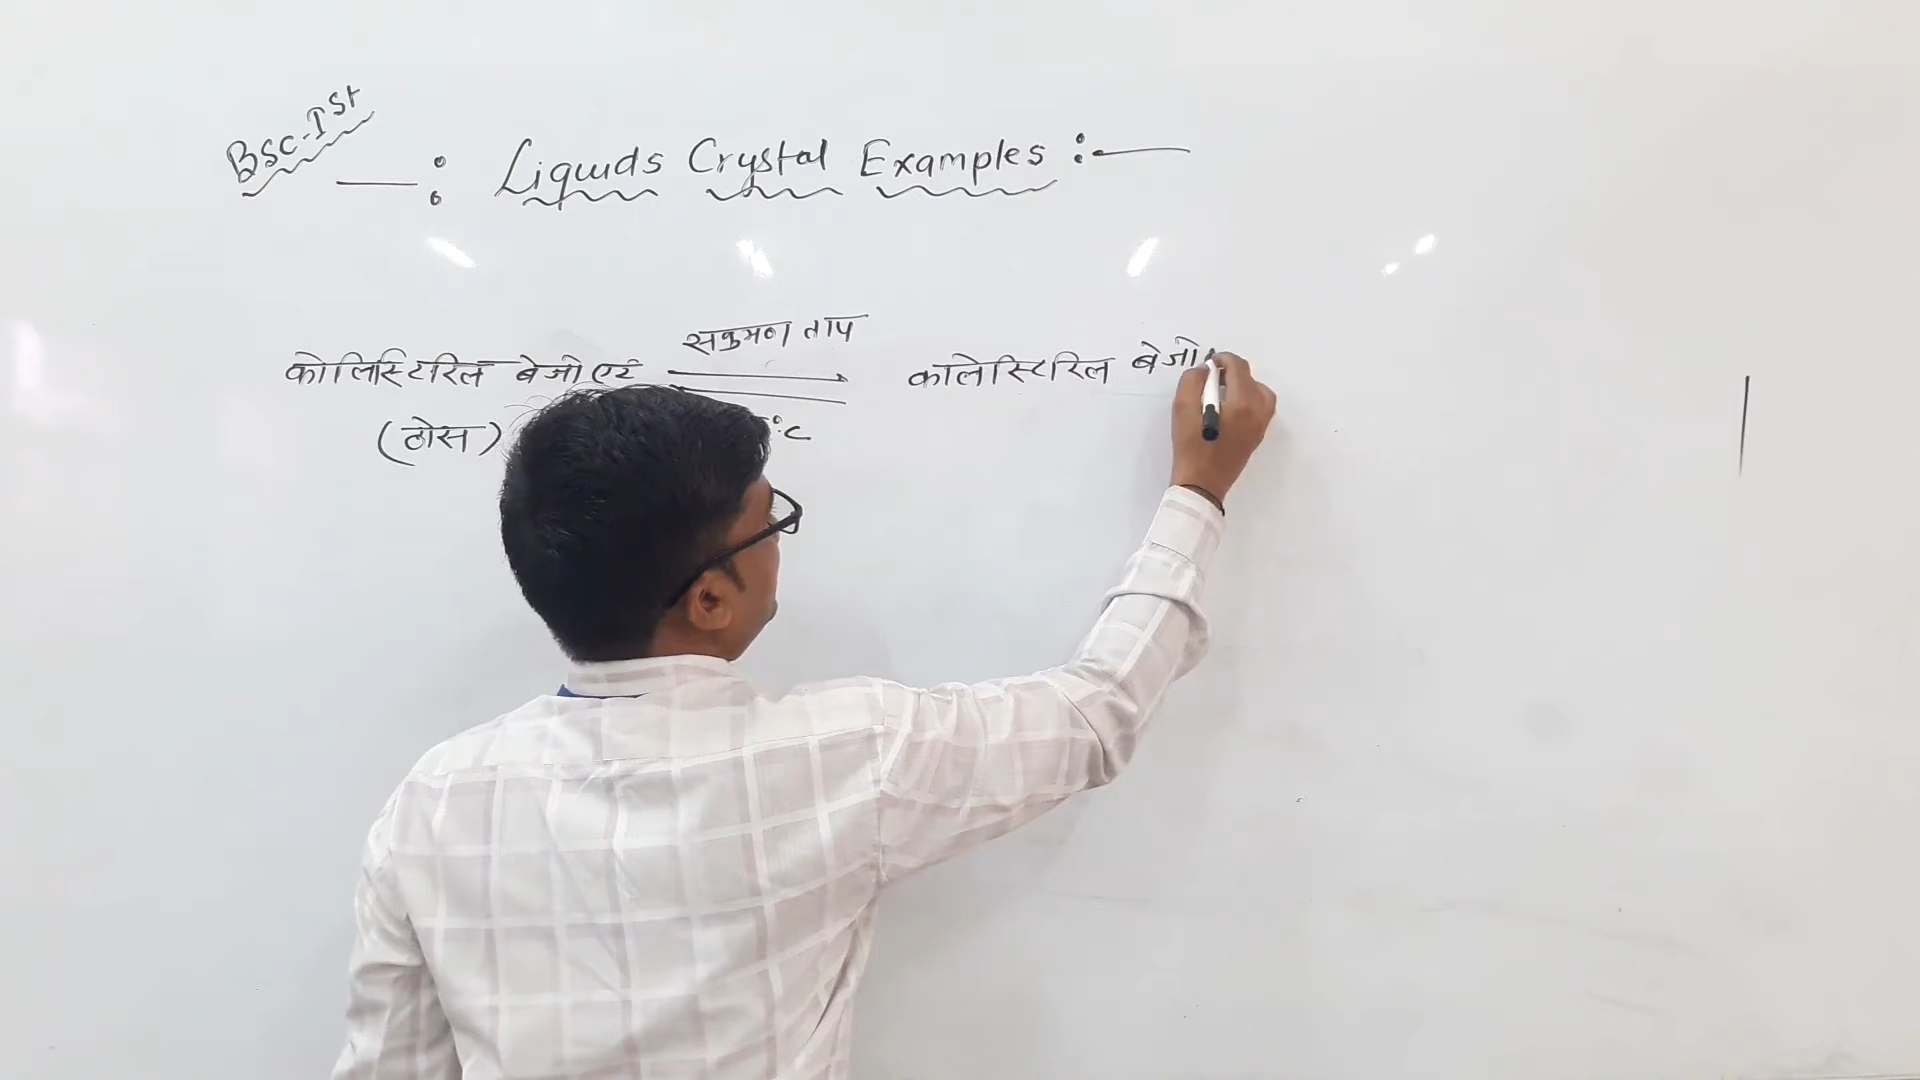 Bsc-Ist
—: Liquids Crystal Examples :—
संक्रमण ताप
कोलिस्टिरिल बेंजोएट ⇌ कालेस्टिरिल बेजो
(ठोस) °C